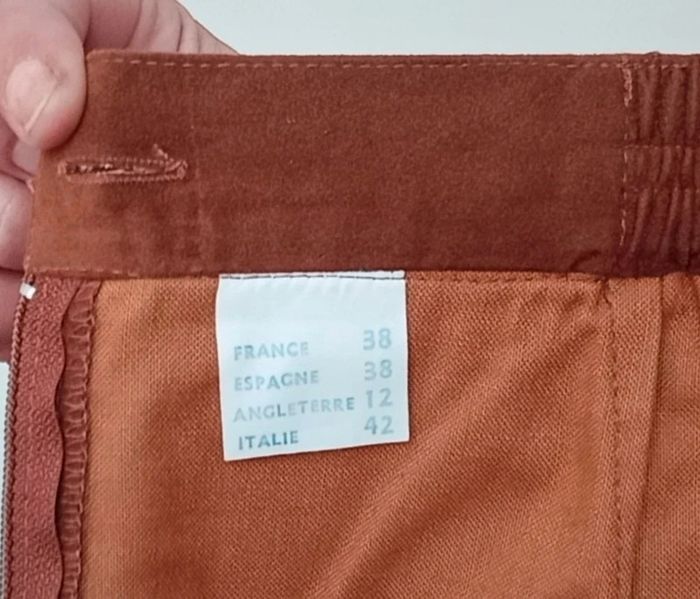 FRANCE 38
ESPAGNE 38
ANGLETERRE 12
ITALIE 42